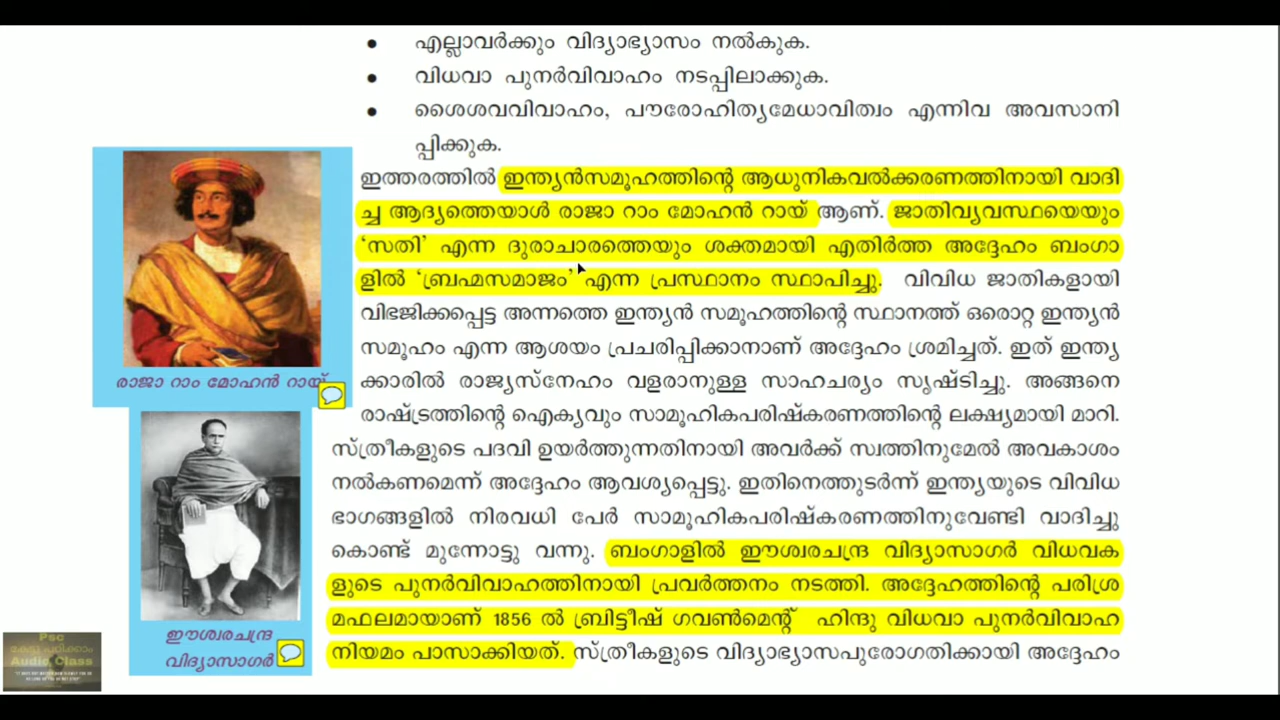 • എല്ലാവർക്കും വിദ്യാഭ്യാസം നൽകുക.
• വിധവാ പുനർവിവാഹം നടപ്പിലാക്കുക.
• ശൈശവവിവാഹം, പൗരോഹിത്യമേധാവിത്വം എന്നിവ അവസാനി
പ്പിക്കുക.
ഇത്തരത്തിൽ ഇന്ത്യൻസമൂഹത്തിന്റെ ആധുനികവൽക്കരണത്തിനായി വാദി
ച്ച ആദ്യത്തെയാൾ രാജാ റാം മോഹൻ റായ് ആണ്. ജാതിവ്യവസ്ഥയെയും
‘സതി’ എന്ന ദുരാചാരത്തെയും ശക്തമായി എതിർത്ത അദ്ദേഹം ബംഗാ
ളിൽ ‘ബ്രഹ്മസമാജം’ എന്ന പ്രസ്ഥാനം സ്ഥാപിച്ചു. വിവിധ ജാതികളായി
വിഭജിക്കപ്പെട്ട അന്നത്തെ ഇന്ത്യൻ സമൂഹത്തിന്റെ സ്ഥാനത്ത് ഒരൊറ്റ ഇന്ത്യൻ
സമൂഹം എന്ന ആശയം പ്രചരിപ്പിക്കാനാണ് അദ്ദേഹം ശ്രമിച്ചത്. ഇത് ഇന്ത്യ
ക്കാരിൽ രാജ്യസ്നേഹം വളരാനുള്ള സാഹചര്യം സൃഷ്ടിച്ചു. അങ്ങനെ
രാഷ്ട്രത്തിന്റെ ഐക്യവും സാമൂഹികപരിഷ്കരണത്തിന്റെ ലക്ഷ്യമായി മാറി.
സ്ത്രീകളുടെ പദവി ഉയർത്തുന്നതിനായി അവർക്ക് സ്വത്തിനുമേൽ അവകാശം
നൽകണമെന്ന് അദ്ദേഹം ആവശ്യപ്പെട്ടു. ഇതിനെത്തുടർന്ന് ഇന്ത്യയുടെ വിവിധ
ഭാഗങ്ങളിൽ നിരവധി പേർ സാമൂഹികപരിഷ്കരണത്തിനുവേണ്ടി വാദിച്ചു
കൊണ്ട് മുന്നോട്ടു വന്നു. ബംഗാളിൽ ഈശ്വരചന്ദ്ര വിദ്യാസാഗർ വിധവക
ളുടെ പുനർവിവാഹത്തിനായി പ്രവർത്തനം നടത്തി. അദ്ദേഹത്തിന്റെ പരിശ്ര
മഫലമായാണ് 1856 ൽ ബ്രിട്ടീഷ് ഗവൺമെന്റ് ഹിന്ദു വിധവാ പുനർവിവാഹ
നിയമം പാസാക്കിയത്. സ്ത്രീകളുടെ വിദ്യാഭ്യാസപുരോഗതിക്കായി അദ്ദേഹം
രാജാ റാം മോഹൻ റായ്
ഈശ്വരചന്ദ്ര
വിദ്യാസാഗർ
Psc
കേട്ടു പഠിക്കാം
Audio Class